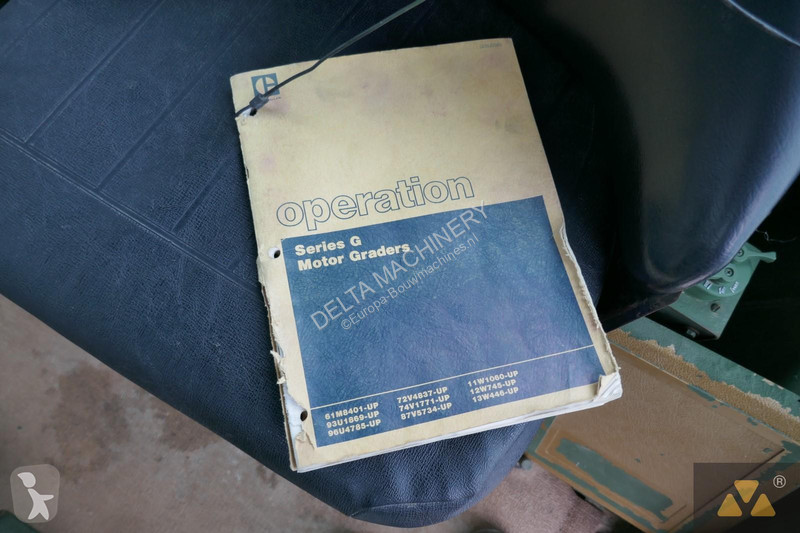 operation
Series G
Motor Graders
DELTA MACHINERY
©Europa-Bouwmachines.nl
61M8401-UP
93U1869-UP
96U4785-UP
72V4837-UP
74V1771-UP
87V5734-UP
11W1060-UP
12W745-UP
13W446-UP
®